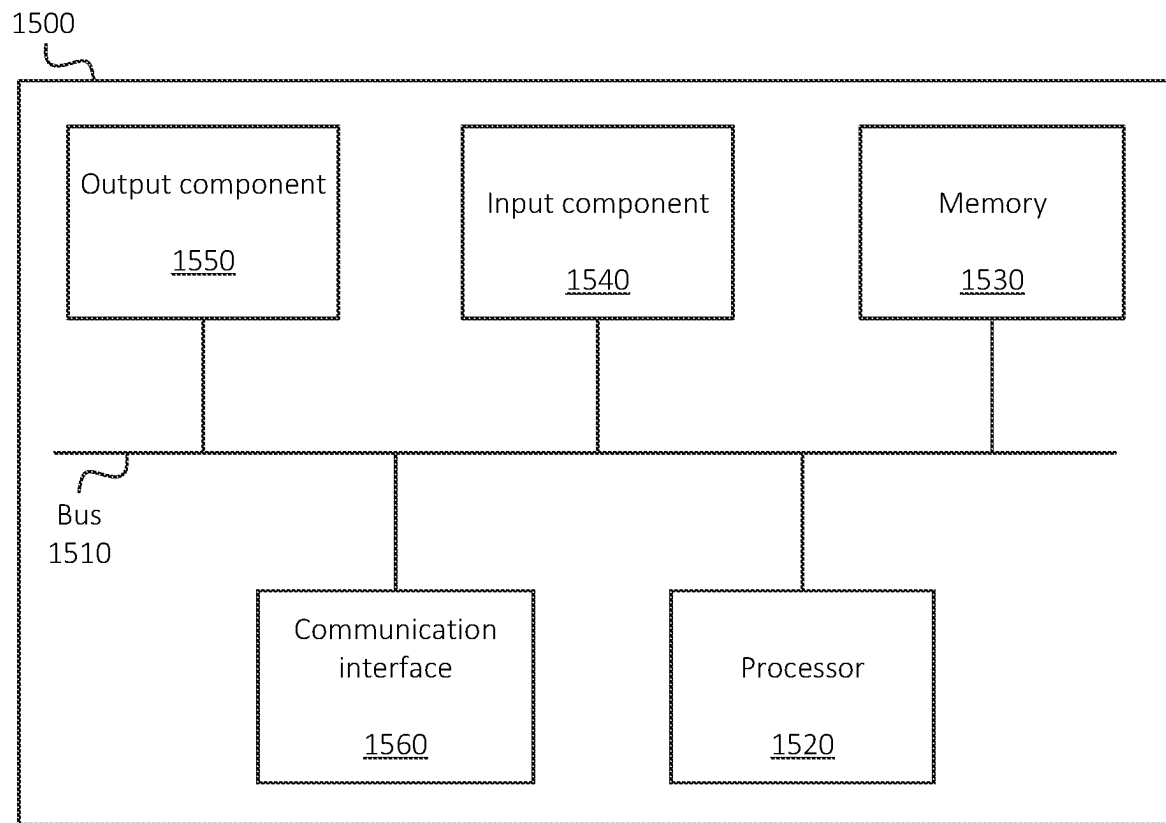 1500
Output component
1550
Input component
1540
Memory
1530
Bus
1510
Communication
interface
1560
Processor
1520